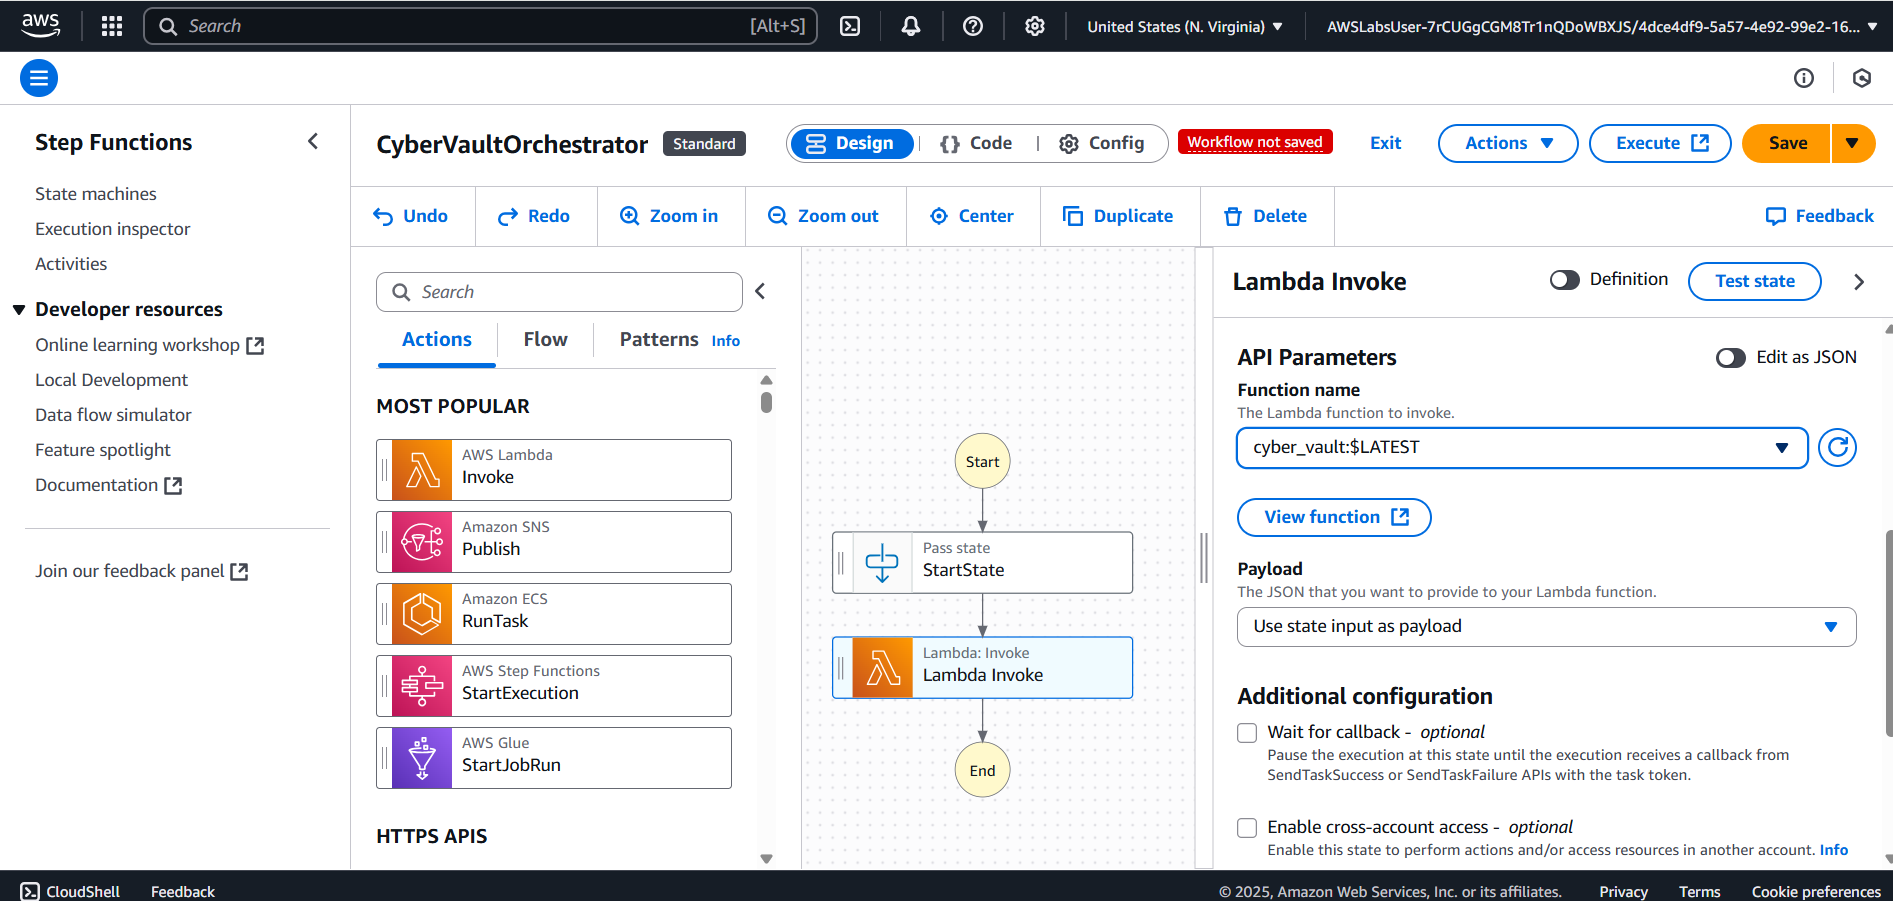 aws
Search
[Alt+S]
United States (N. Virginia)
AWSLabsUser-7rCUGgCGM8Tr1nQDoWBXJS/4dce4df9-5a57-4e92-99e2-16...
Step Functions
State machines
Execution inspector
Activities
Developer resources
Online learning workshop
Local Development
Data flow simulator
Feature spotlight
Documentation
Join our feedback panel
CyberVaultOrchestrator
Standard
Design
{} Code
Config
Workflow not saved
Exit
Actions
Execute
Save
Undo
Redo
Zoom in
Zoom out
Center
Duplicate
Delete
Feedback
Search
Actions
Flow
Patterns
Info
MOST POPULAR
AWS Lambda
Invoke
Amazon SNS
Publish
Amazon ECS
RunTask
AWS Step Functions
StartExecution
AWS Glue
StartJobRun
HTTPS APIS
Start
Pass state
StartState
Lambda: Invoke
Lambda Invoke
End
Lambda Invoke
Definition
Test state
API Parameters
Edit as JSON
Function name
The Lambda function to invoke.
cyber_vault:$LATEST
View function
Payload
The JSON that you want to provide to your Lambda function.
Use state input as payload
Additional configuration
Wait for callback - optional
Pause the execution at this state until the execution receives a callback from
SendTaskSuccess or SendTaskFailure APIs with the task token.
Enable cross-account access - optional
Enable this state to perform actions and/or access resources in another account. Info
CloudShell
Feedback
© 2025, Amazon Web Services, Inc. or its affiliates.
Privacy
Terms
Cookie preferences